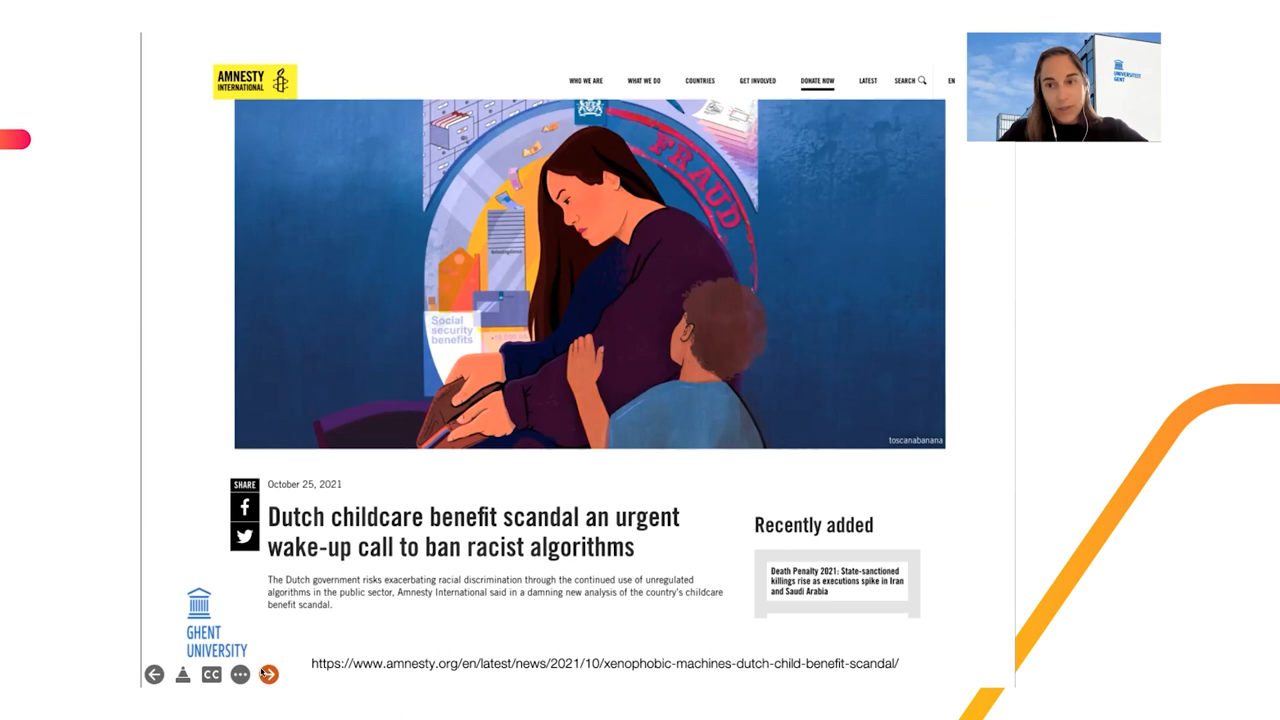 AMNESTY
INTERNATIONAL
WHO WE ARE
WHAT WE DO
COUNTRIES
GET INVOLVED
DONATE NOW
LATEST
SEARCH
EN
UNIVERSITEIT
GENT
FRAUD
Social
security
benefits
toscanabanana
SHARE
October 25, 2021
Dutch childcare benefit scandal an urgent
wake-up call to ban racist algorithms
Recently added
The Dutch government risks exacerbating racial discrimination through the continued use of unregulated
algorithms in the public sector, Amnesty International said in a damning new analysis of the country's childcare
benefit scandal.
Death Penalty 2021: State-sanctioned
killings rise as executions spike in Iran
and Saudi Arabia
GHENT
UNIVERSITY
CC
https://www.amnesty.org/en/latest/news/2021/10/xenophobic-machines-dutch-child-benefit-scandal/